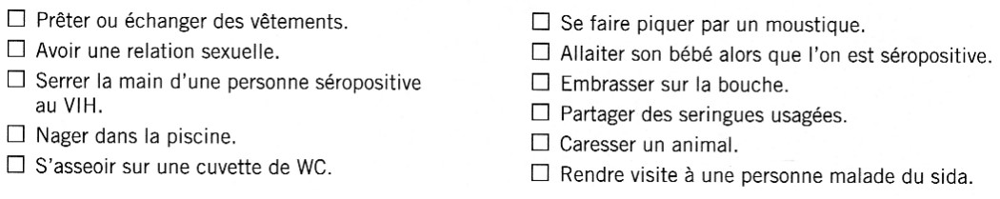 ☐ Prêter ou échanger des vêtements.
☐ Avoir une relation sexuelle.
☐ Serrer la main d'une personne séropositive
au VIH.
☐ Nager dans la piscine.
☐ S'asseoir sur une cuvette de WC.
☐ Se faire piquer par un moustique.
☐ Allaiter son bébé alors que l'on est séropositive.
☐ Embrasser sur la bouche.
☐ Partager des seringues usagées.
☐ Caresser un animal.
☐ Rendre visite à une personne malade du sida.